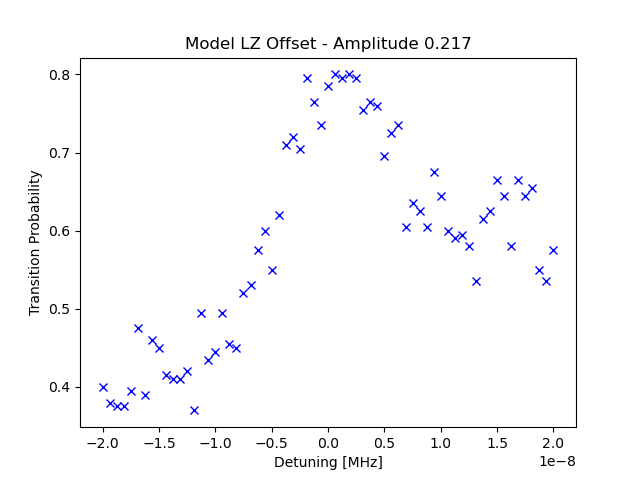 Model LZ Offset - Amplitude 0.217
Transition Probability
0.8
0.7
0.6
0.5
0.4
−2.0 −1.5 −1.0 −0.5 0.0 0.5 1.0 1.5 2.0
1e−8
Detuning [MHz]